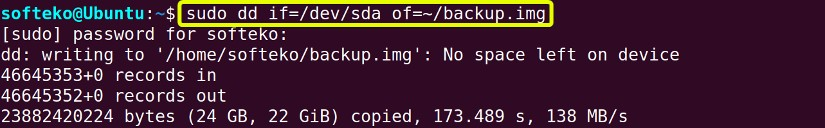 softeko@Ubuntu:~$ sudo dd if=/dev/sda of=~/backup.img
[sudo] password for softeko:
dd: writing to '/home/softeko/backup.img': No space left on device
46645353+0 records in
46645352+0 records out
23882420224 bytes (24 GB, 22 GiB) copied, 173.489 s, 138 MB/s